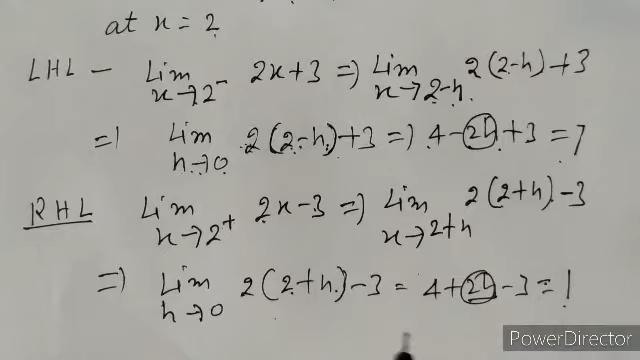 at x = 2
LHL - Lim x→2⁻ 2x+3 => Lim x→2-h 2(2-h)+3
=> Lim h→0 2(2-h)+3 => 4-2h+3 = 7
RHL Lim x→2⁺ 2x-3 => Lim x→2+h 2(2+h)-3
=> Lim h→0 2(2+h)-3 = 4+2h-3 = 1
PowerDirector